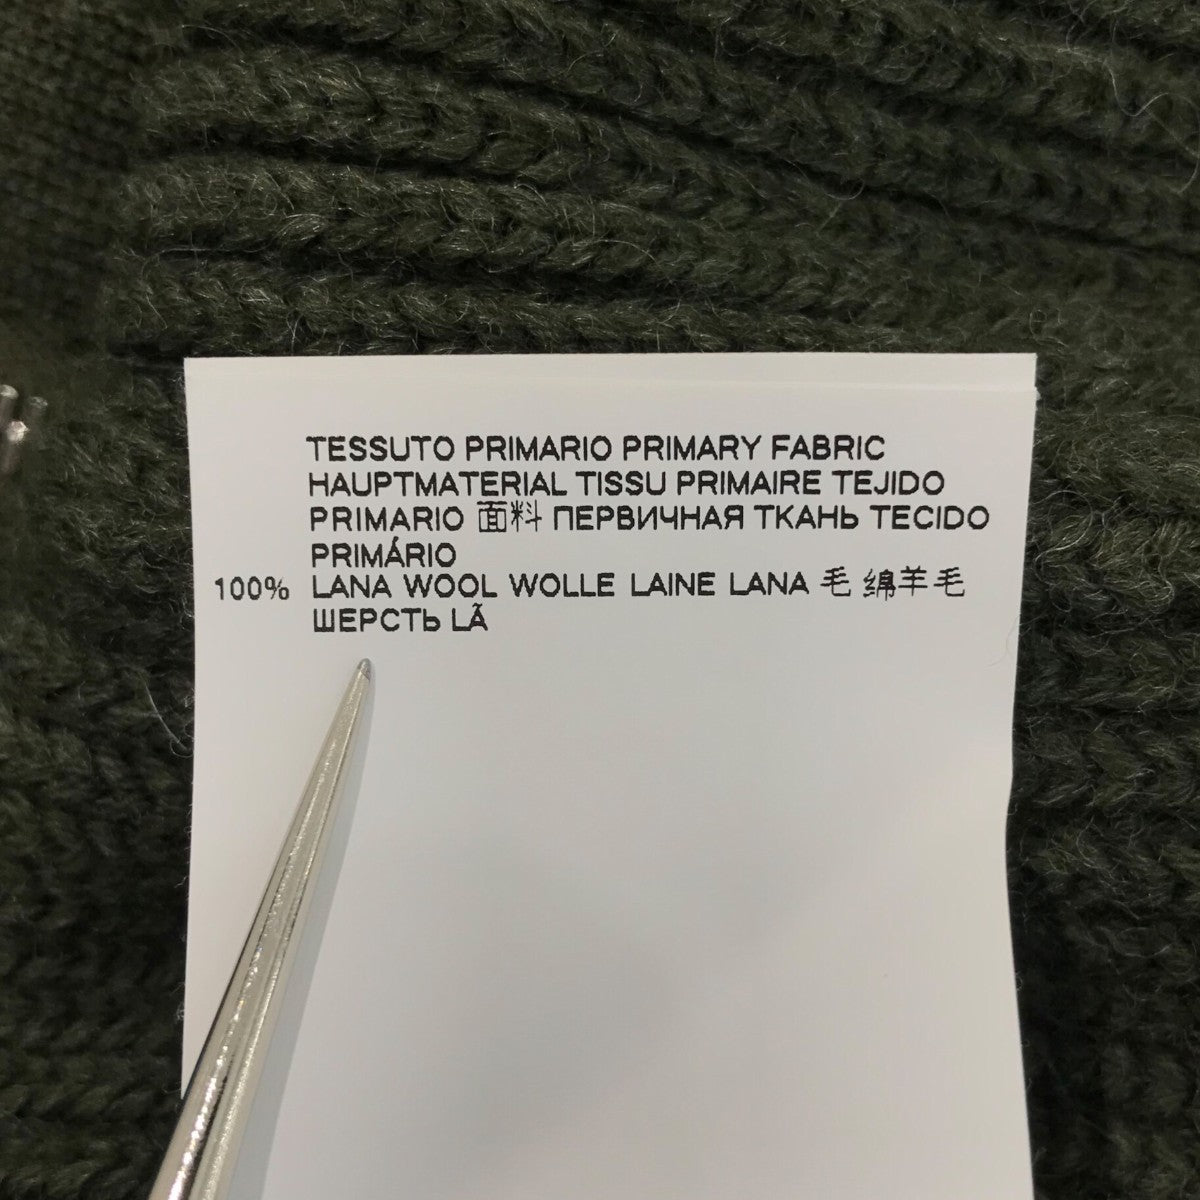 TESSUTO PRIMARIO PRIMARY FABRIC
HAUPTMATERIAL TISSU PRIMAIRE TEJIDO
PRIMARIO 面料 ПЕРВИЧНАЯ ТКАНЬ TECIDO
PRIMÁRIO
100% LANA WOOL WOLLE LAINE LANA 毛 绵羊毛
ШЕРСТЬ LÃ